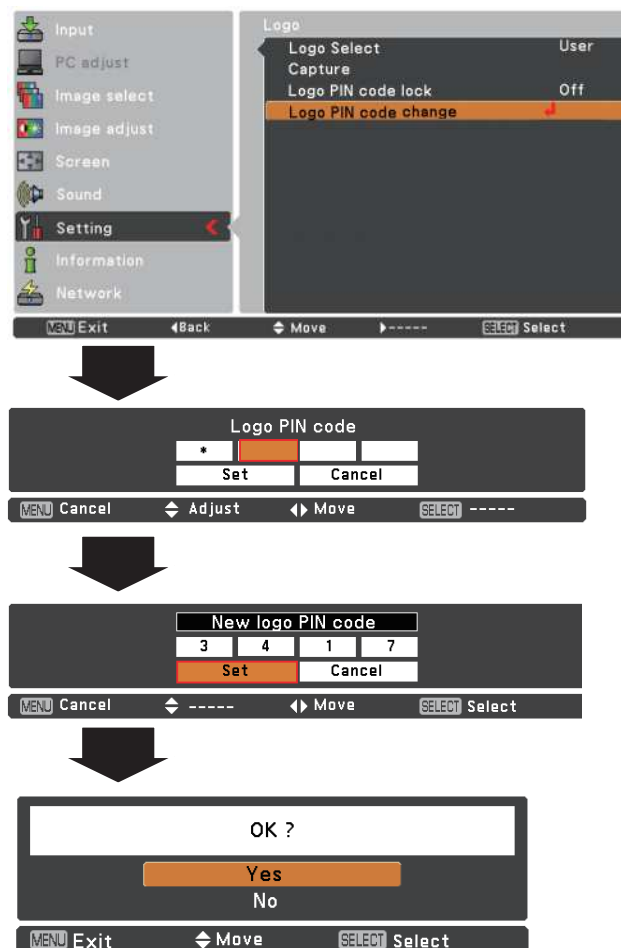 Input
PC adjust
Image select
Image adjust
Screen
Sound
Setting
Information
Network
Logo
Logo Select User
Capture
Logo PIN code lock Off
Logo PIN code change
MENU Exit ◀Back Move ▶----- SELECT Select
Logo PIN code
*
Set Cancel
MENU Cancel Adjust ◀▶ Move SELECT -----
New logo PIN code
3 4 1 7
Set Cancel
MENU Cancel ----- ◀▶ Move SELECT Select
OK ?
Yes
No
MENU Exit Move SELECT Select